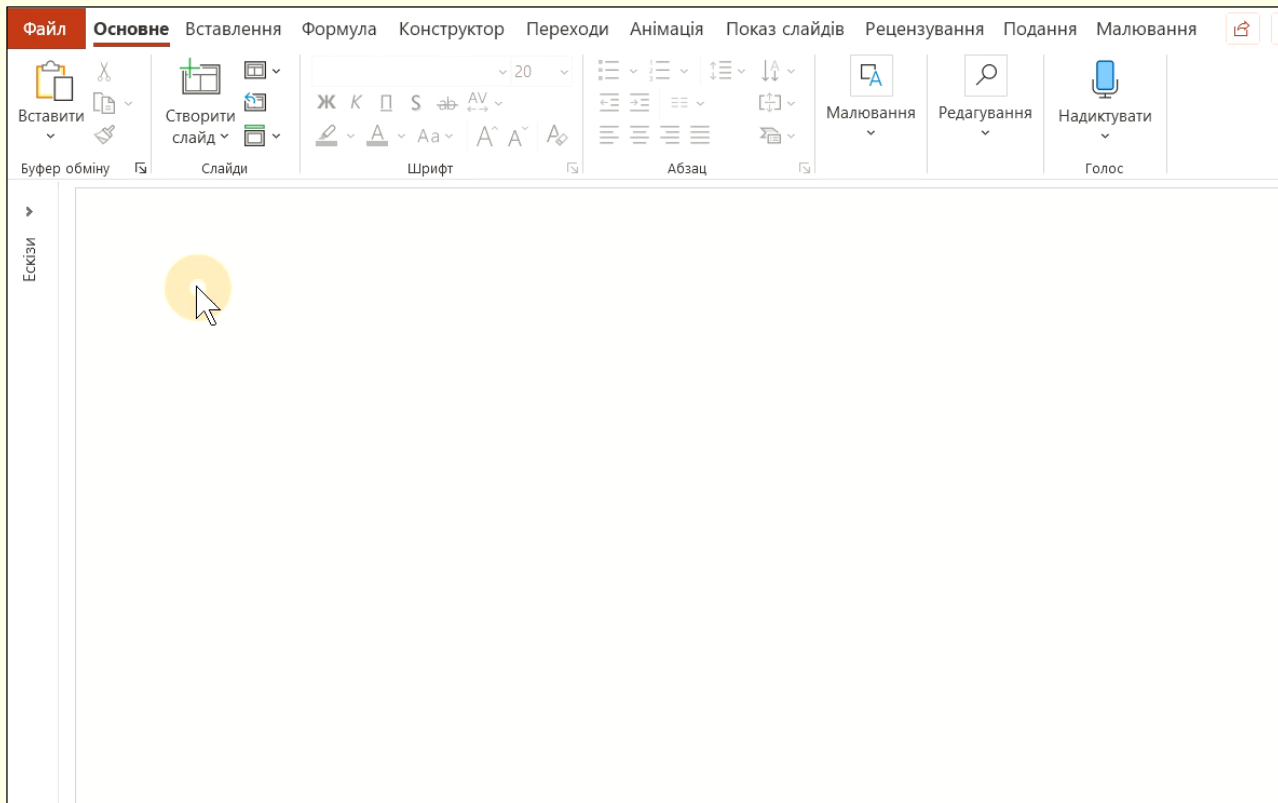 Файл Основне Вставлення Формула Конструктор Переходи Анімація Показ слайдів Рецензування Подання Малювання
20
Ж К П S ab AV
Aa A A A
Вставити
Створити
слайд
Малювання
Редагування
Надиктувати
Буфер обміну Слайди Шрифт Абзац Голос
Ескізи